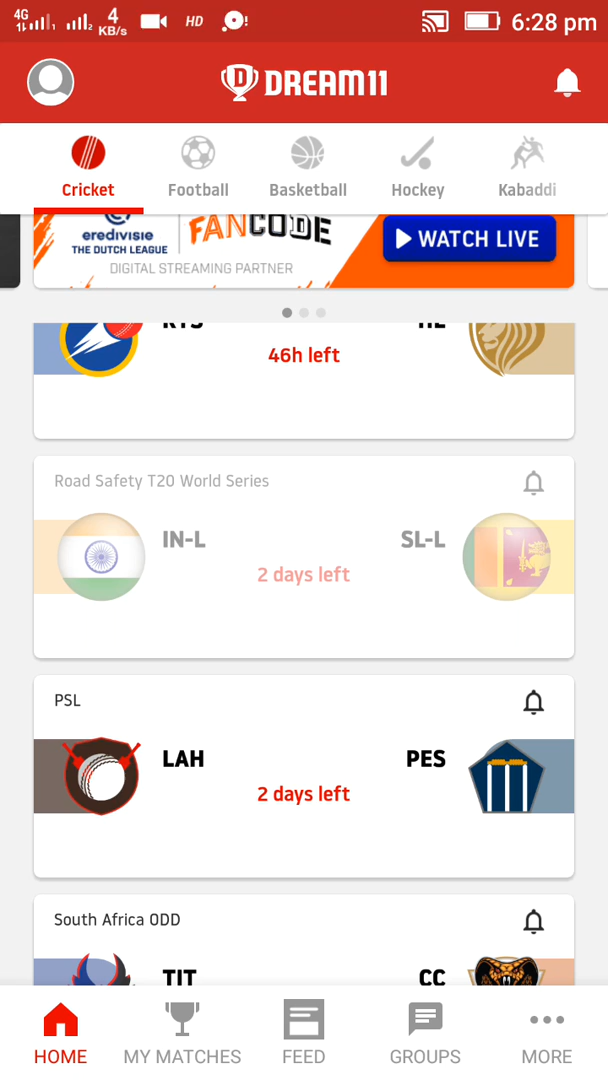 4G 4 KB/s HD 6:28 pm
DREAM11
Cricket Football Basketball Hockey Kabaddi
eredivisie
THE DUTCH LEAGUE
FANCODE
WATCH LIVE
DIGITAL STREAMING PARTNER
46h left
Road Safety T20 World Series
IN-L SL-L
2 days left
PSL
LAH PES
2 days left
South Africa ODD
TIT CC
HOME MY MATCHES FEED GROUPS MORE